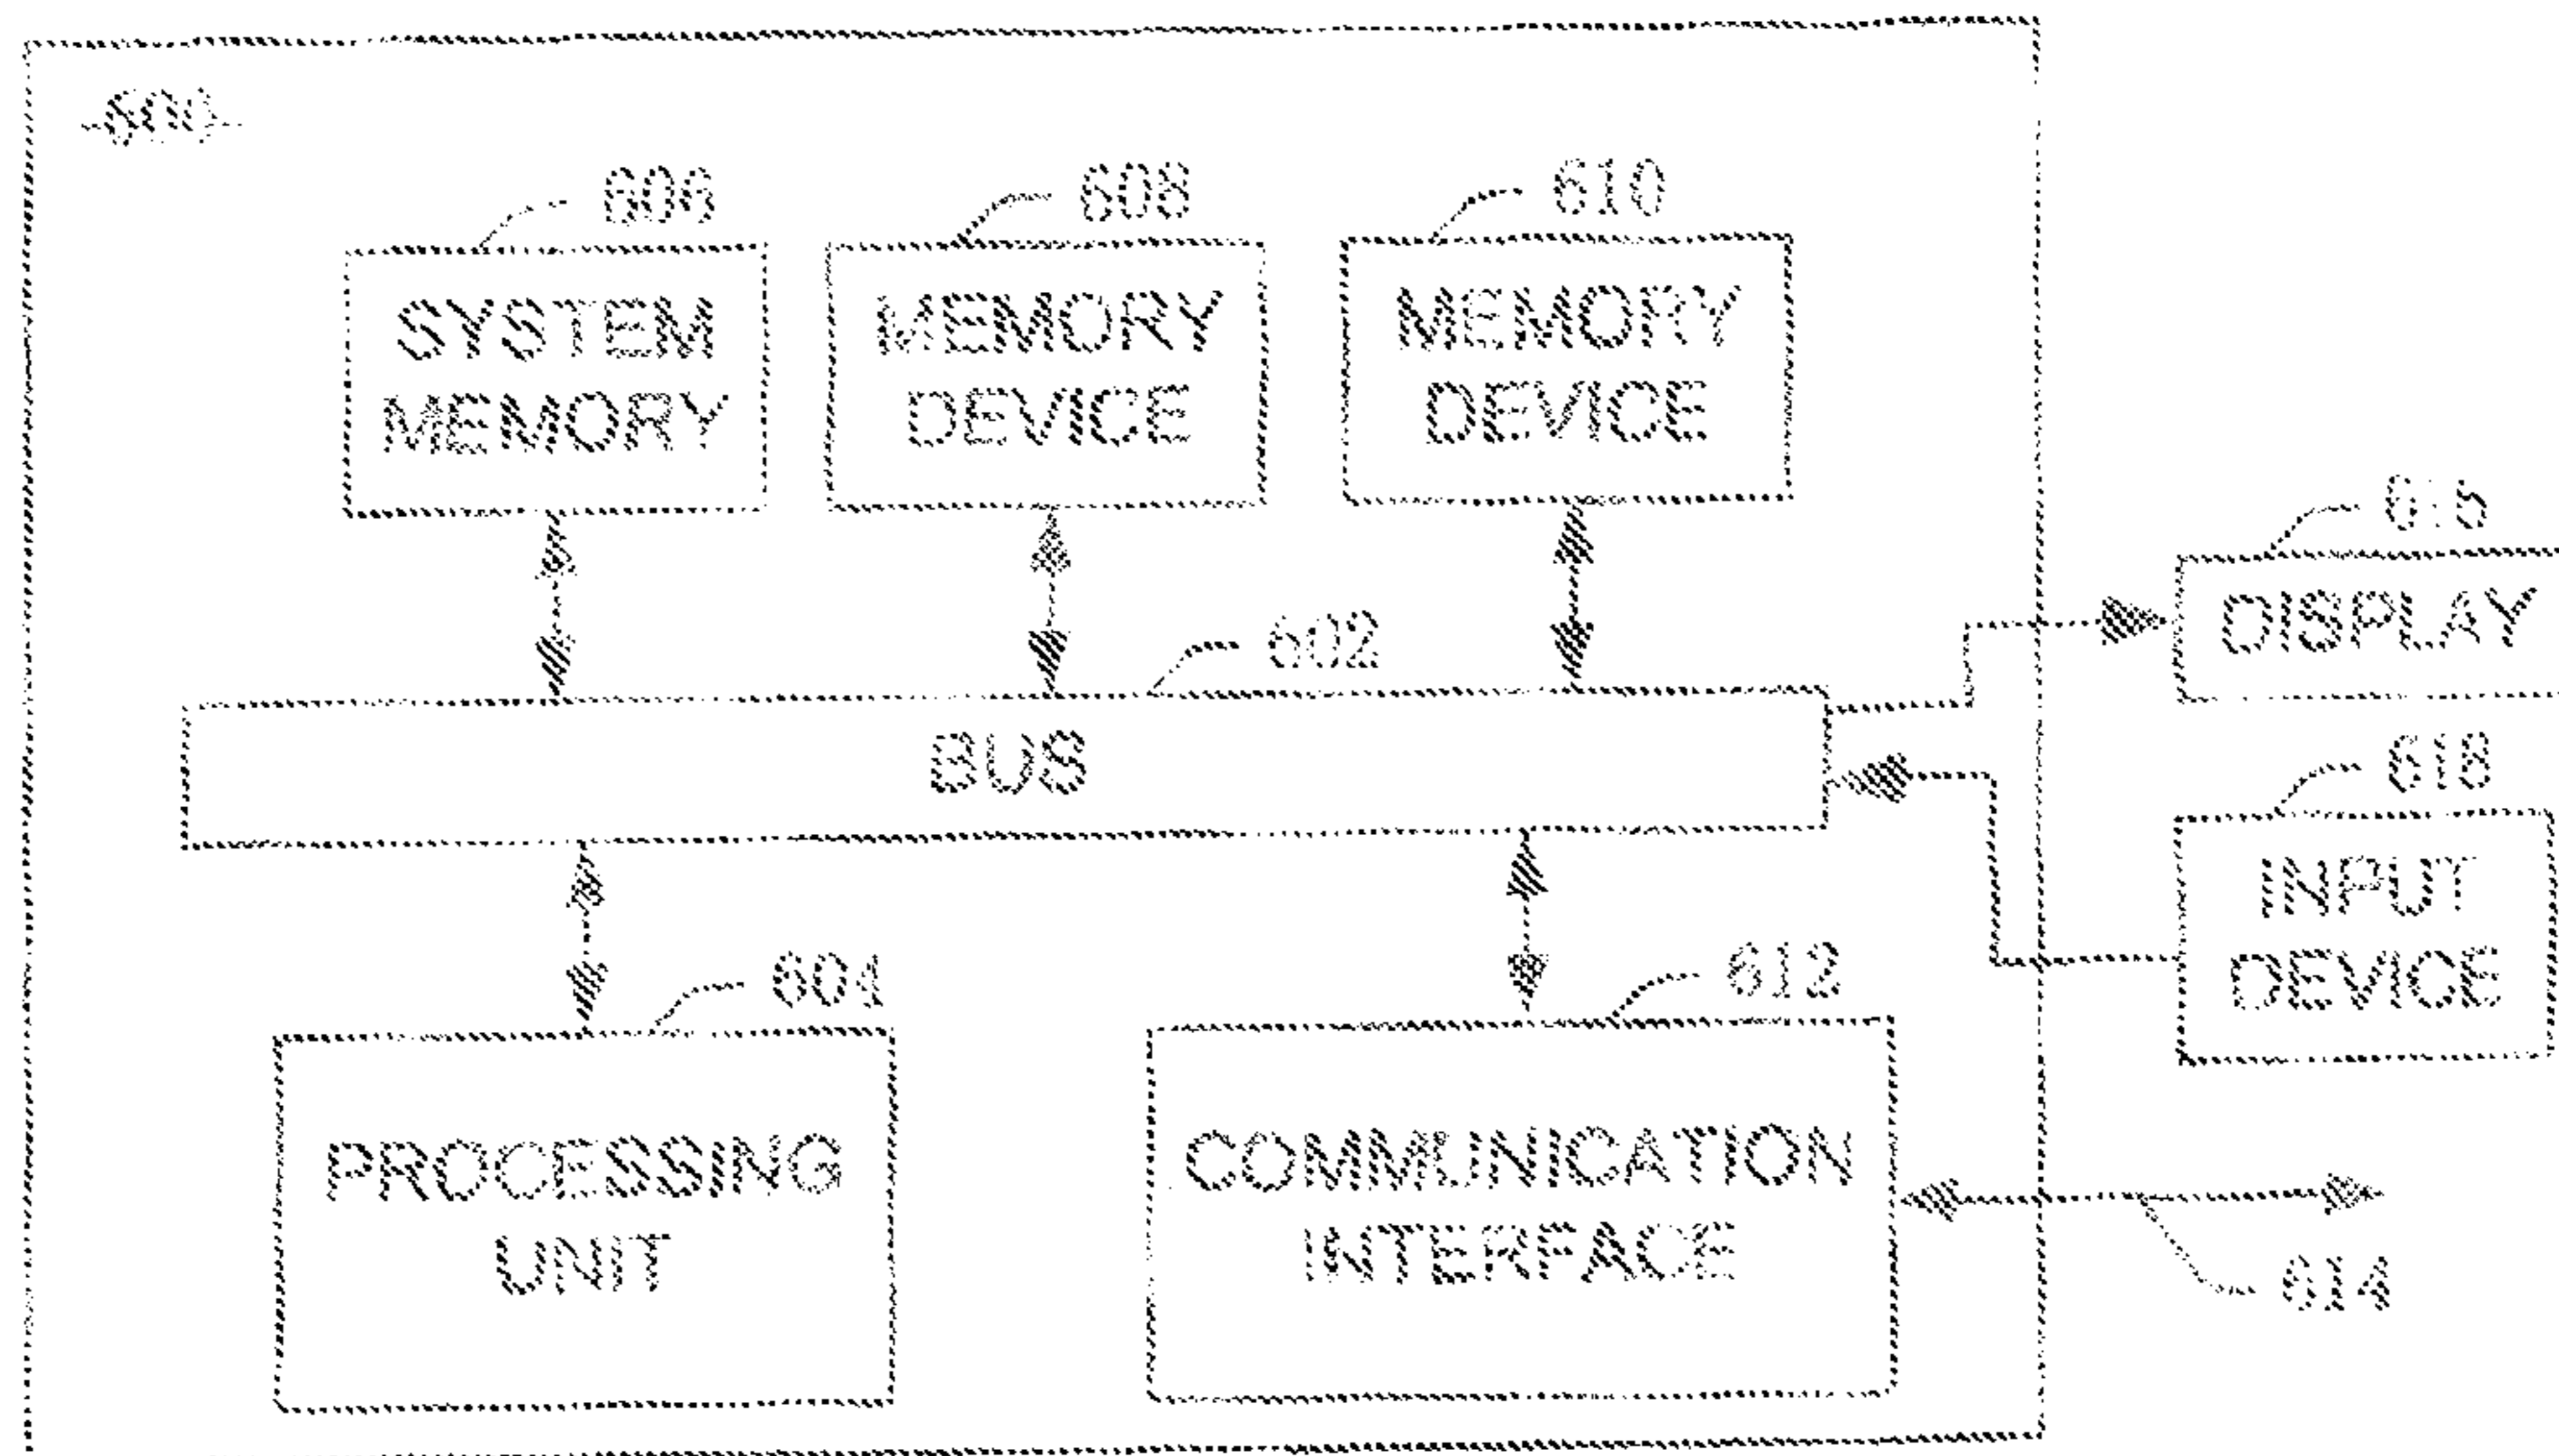 600
606
SYSTEM
MEMORY
608
MEMORY
DEVICE
610
MEMORY
DEVICE
602
BUS
616
DISPLAY
618
INPUT
DEVICE
604
PROCESSING
UNIT
612
COMMUNICATION
INTERFACE
614